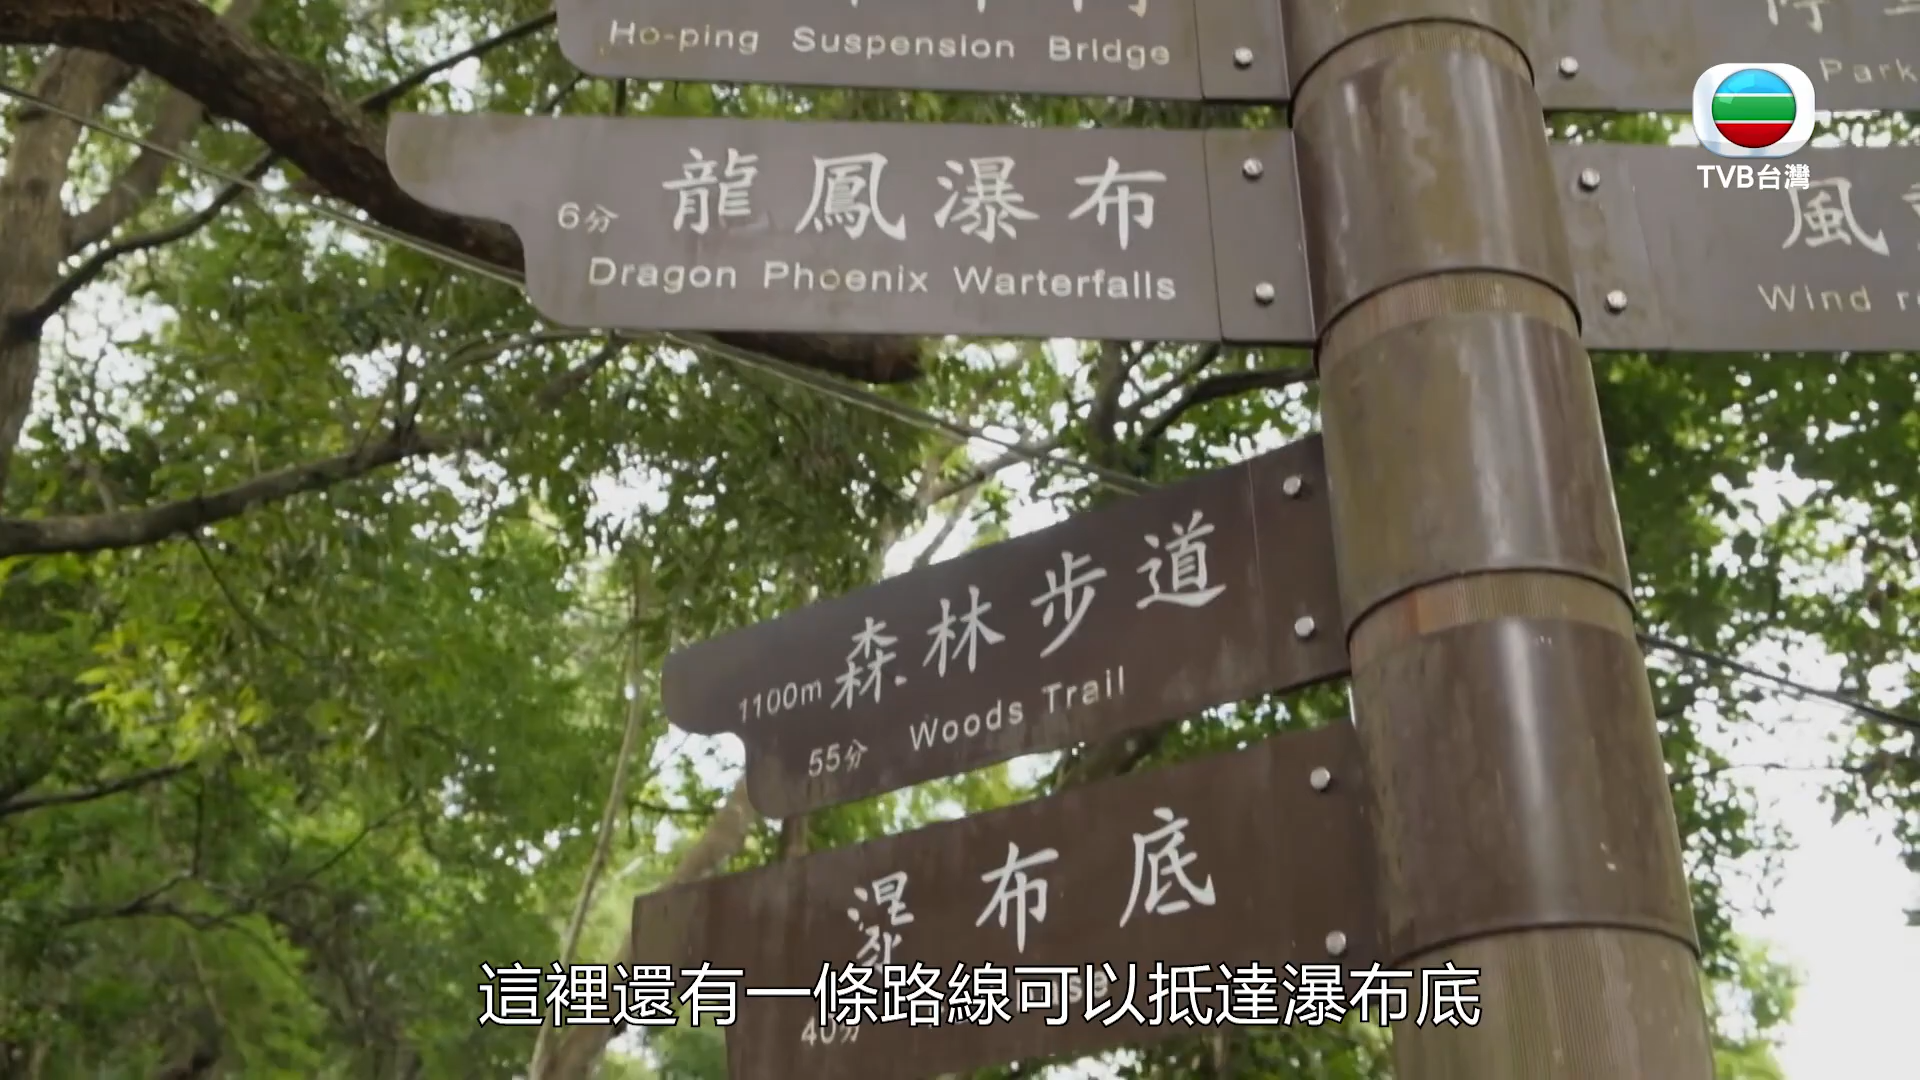 Ho-ping Suspension Bridge
Park
TVB台灣
6分 龍鳳瀑布
Dragon Phoenix Warterfalls
風
Wind
1100m 森林步道
55分 Woods Trail
瀑布底
40分
這裡還有一條路線可以抵達瀑布底